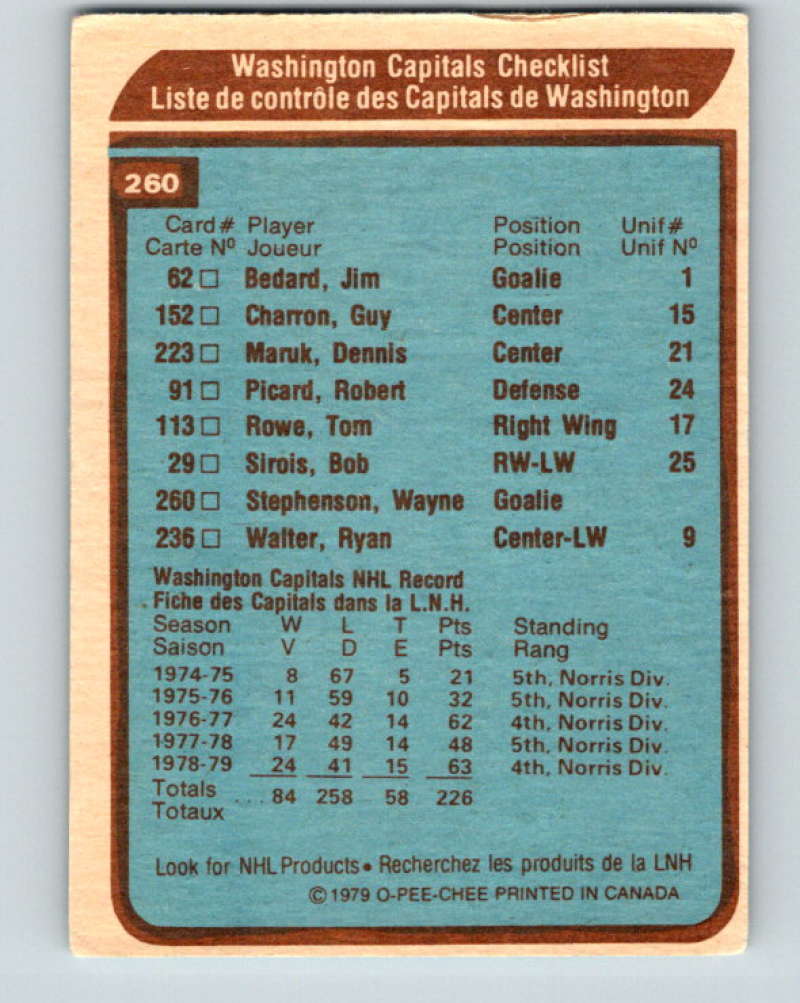 Washington Capitals Checklist
Liste de contrôle des Capitals de Washington
260
Card # Player Position Unif #
Carte Nº Joueur Position Unif Nº
62 □ Bedard, Jim Goalie 1
152 □ Charron, Guy Center 15
223 □ Maruk, Dennis Center 21
91 □ Picard, Robert Defense 24
113 □ Rowe, Tom Right Wing 17
29 □ Sirois, Bob RW-LW 25
260 □ Stephenson, Wayne Goalie
236 □ Walter, Ryan Center-LW 9
Washington Capitals NHL Record
Fiche des Capitals dans la L.N.H.
Season W L T Pts Standing
Saison V D E Pts Rang
1974-75 8 67 5 21 5th, Norris Div.
1975-76 11 59 10 32 5th, Norris Div.
1976-77 24 42 14 62 4th, Norris Div.
1977-78 17 49 14 48 5th, Norris Div.
1978-79 24 41 15 63 4th, Norris Div.
Totals ... 84 258 58 226
Totaux
Look for NHL Products • Recherchez les produits de la LNH
© 1979 O-PEE-CHEE PRINTED IN CANADA